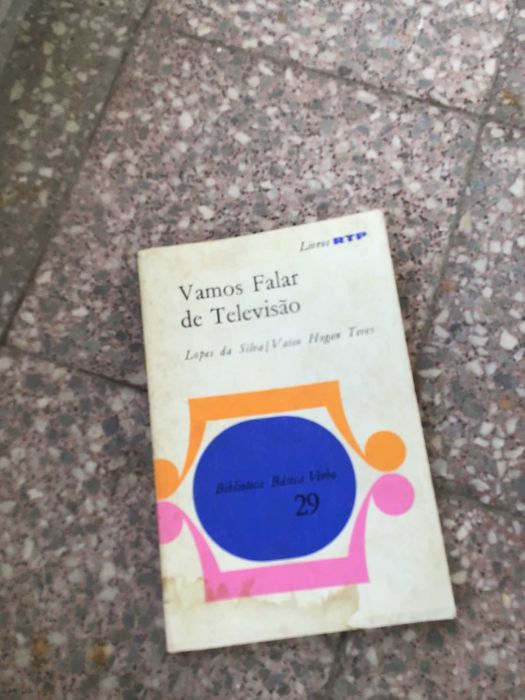 Livros RTP
Vamos Falar
de Televisão
Lopes da Silva | Vasco Hogan Teves
Biblioteca Básica Verbo
29